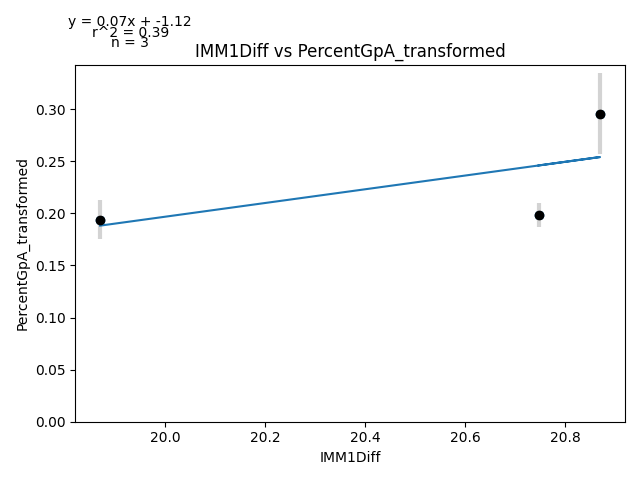 y = 0.07x + -1.12
r^2 = 0.39
n = 3
IMM1Diff vs PercentGpA_transformed
PercentGpA_transformed
0.30
0.25
0.20
0.15
0.10
0.05
0.00
20.0 20.2 20.4 20.6 20.8
IMM1Diff